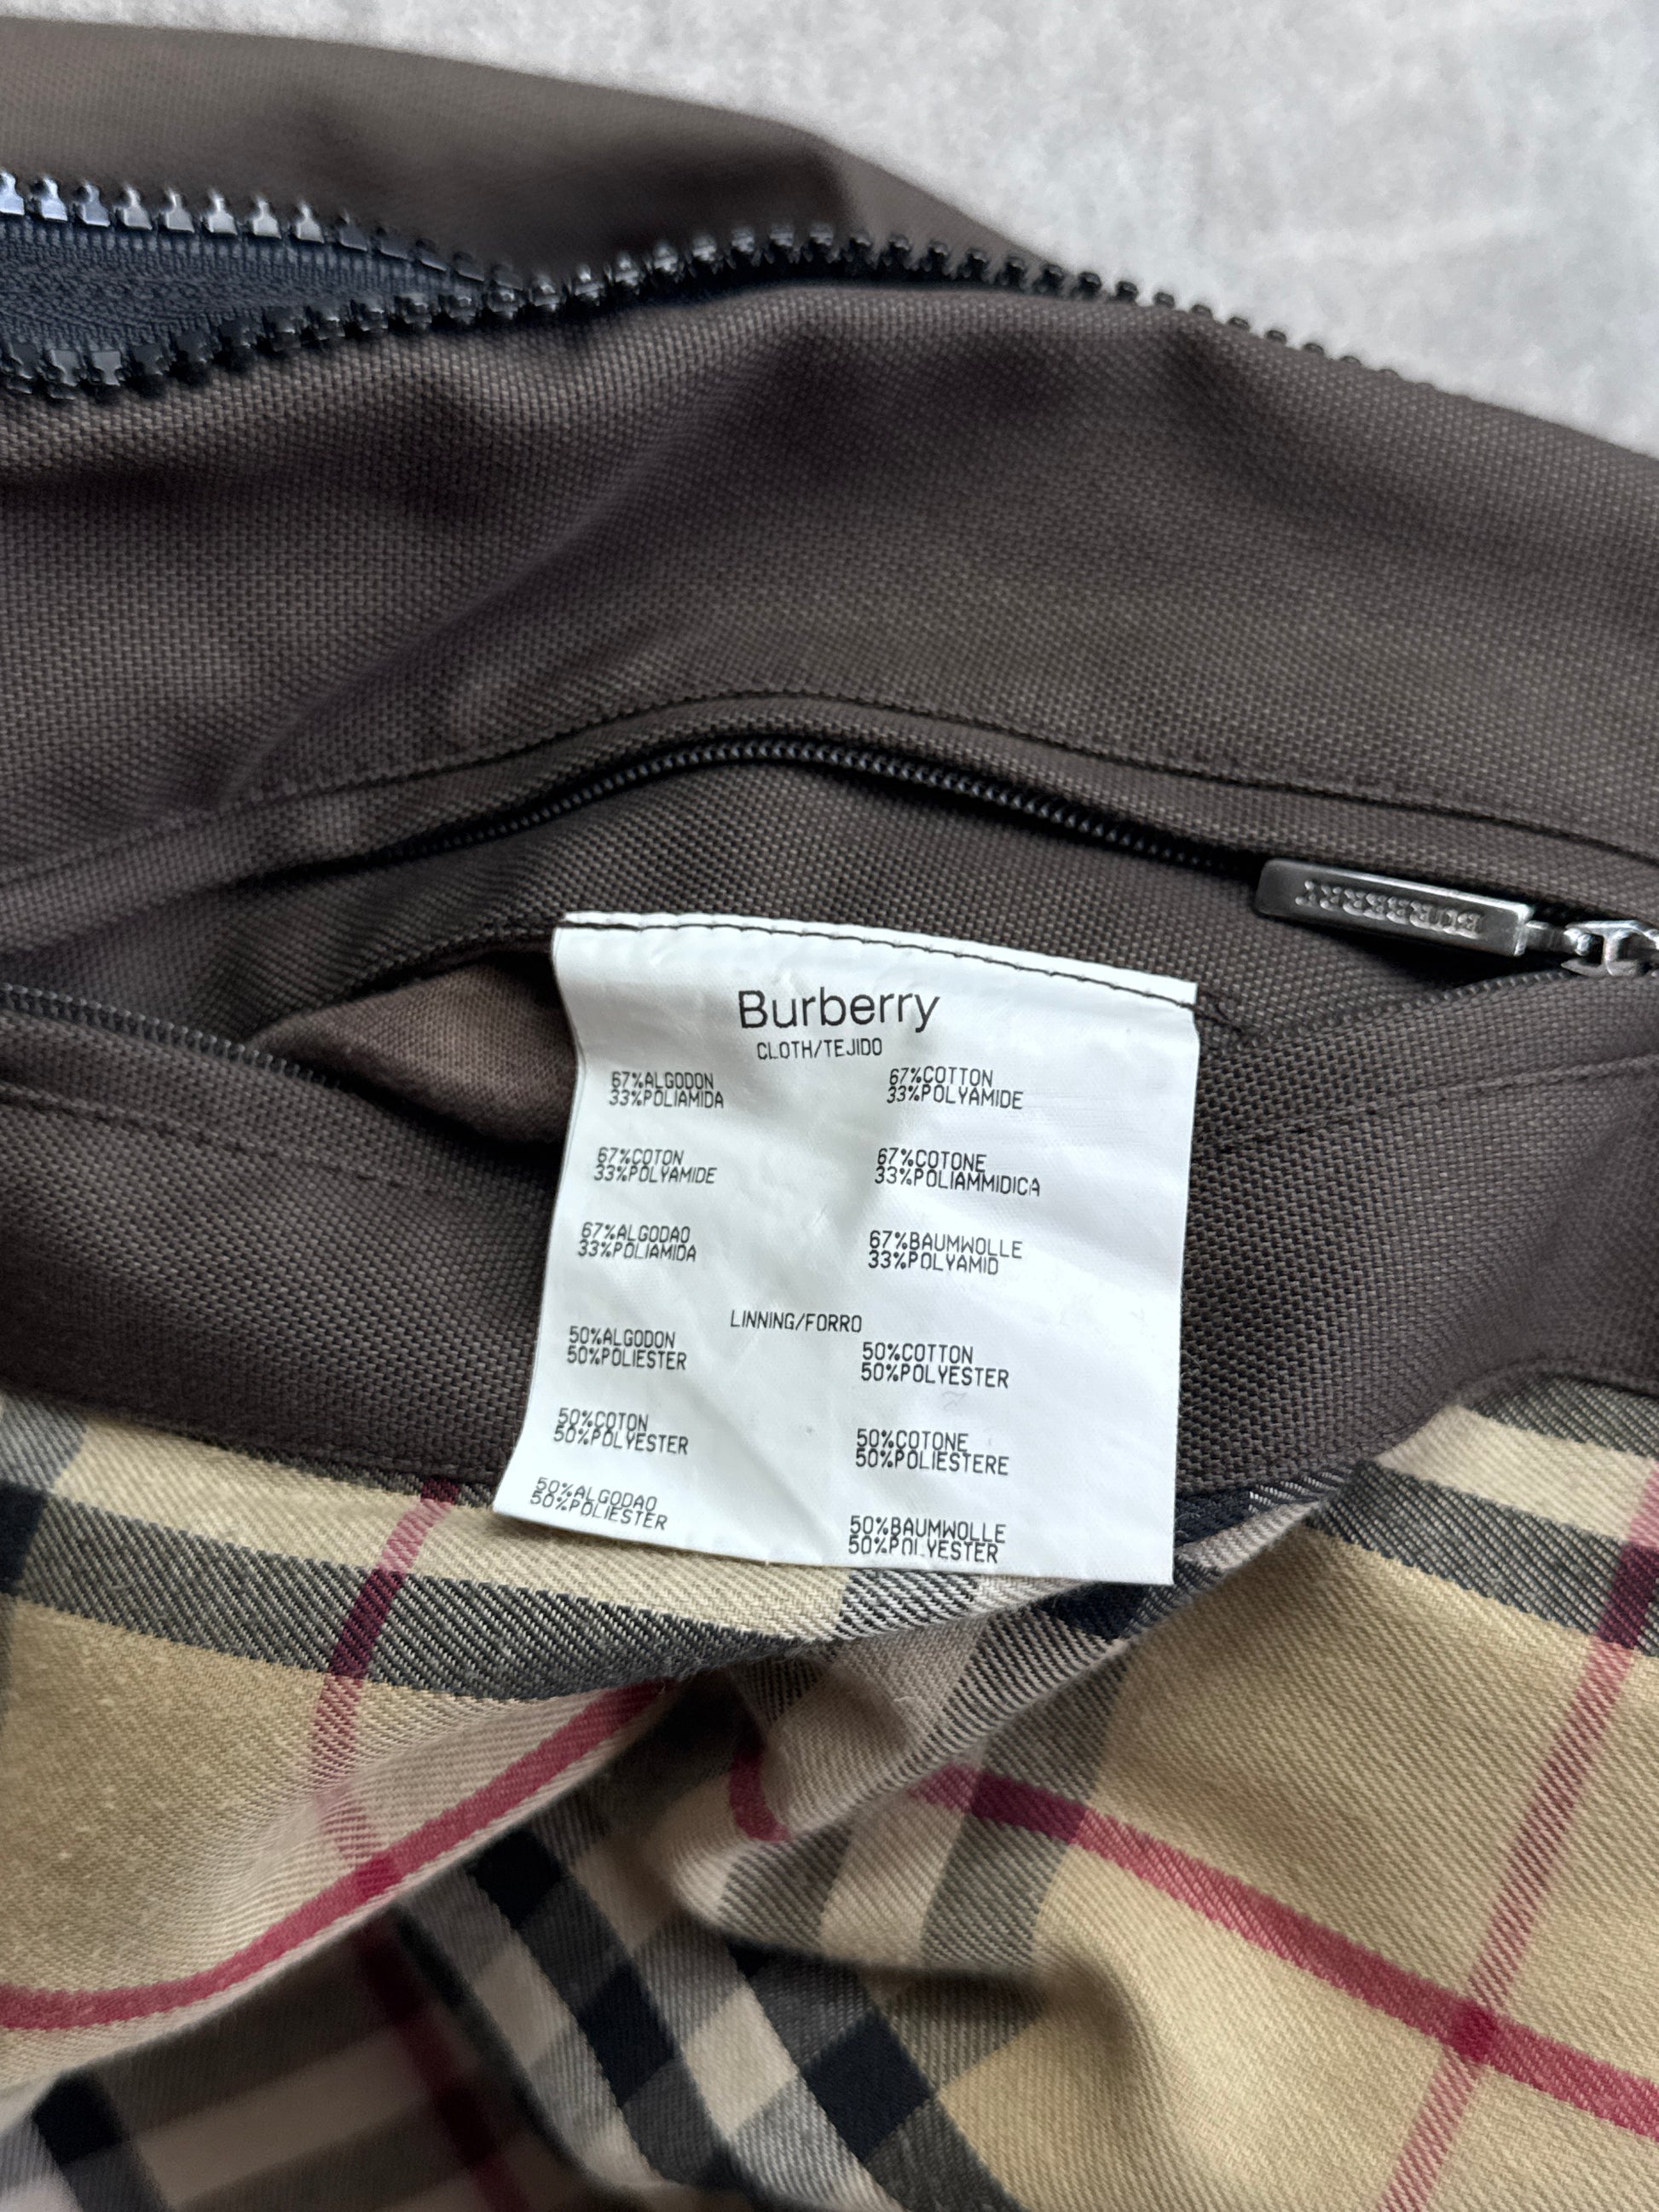 BURBERRY
Burberry
CLOTH/TEJIDO
67%ALGODON
33%POLIAMIDA
67%COTTON
33%POLYAMIDE
67%COTON
33%POLYAMIDE
67%COTONE
33%POLIAMMIDICA
67%ALGODAO
33%POLIAMIDA
67%BAUMWOLLE
33%POLYAMID
LINNING/FORRO
50%ALGODON
50%POLIESTER
50%COTTON
50%POLYESTER
50%COTON
50%POLYESTER
50%COTONE
50%POLIESTERE
50%ALGODAO
50%POLIESTER
50%BAUMWOLLE
50%POLYESTER